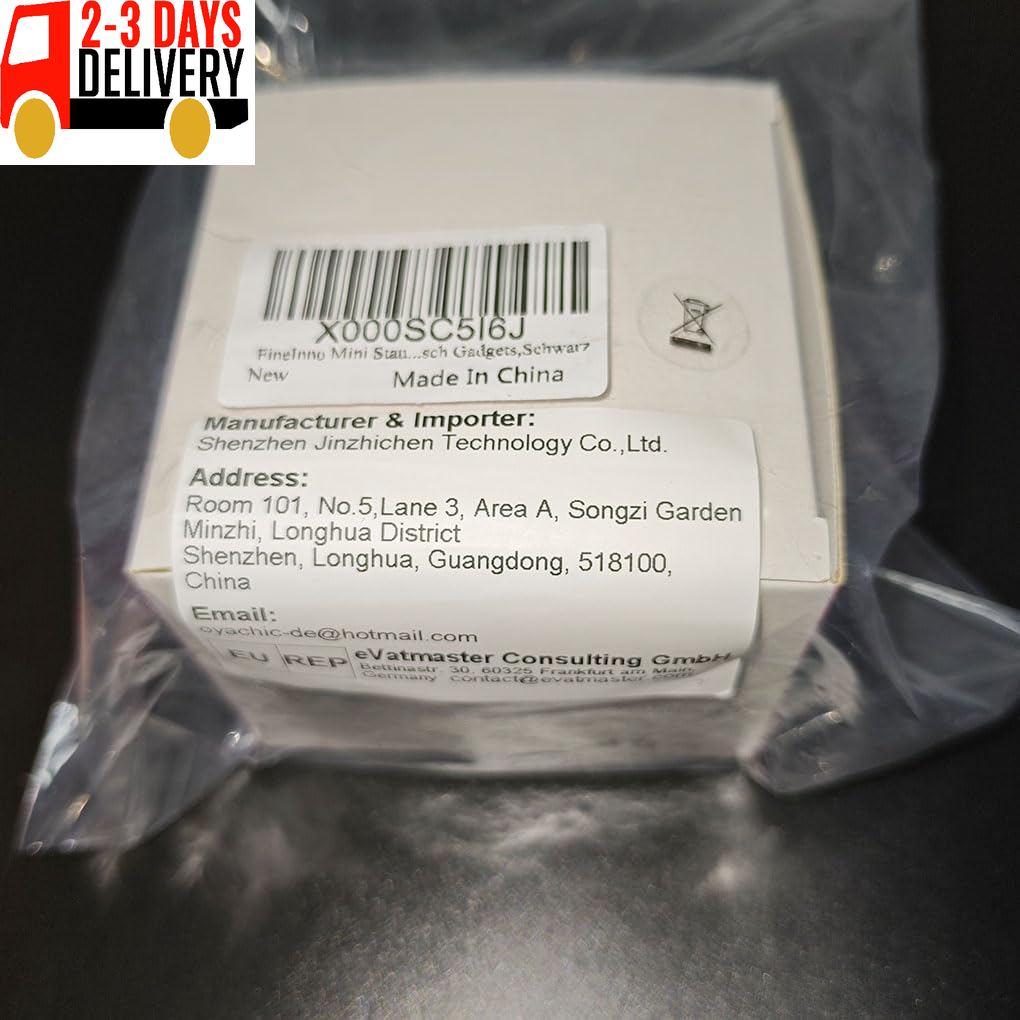 2-3 DAYS
DELIVERY
X000SC5I6J
FineInno Mini Stau...sch Gadgets,Schwarz
New
Made In China
Manufacturer & Importer:
Shenzhen Jinzhichen Technology Co.,Ltd.
Address:
Room 101, No.5,Lane 3, Area A, Songzi Garden
Minzhi, Longhua District
Shenzhen, Longhua, Guangdong, 518100,
China
Email:
oyachic-de@hotmail.com
EU REP
eVatmaster Consulting GmbH
Bettinastr. 30, 60325 Frankfurt am Main,
Germany contact@evatmaster.com